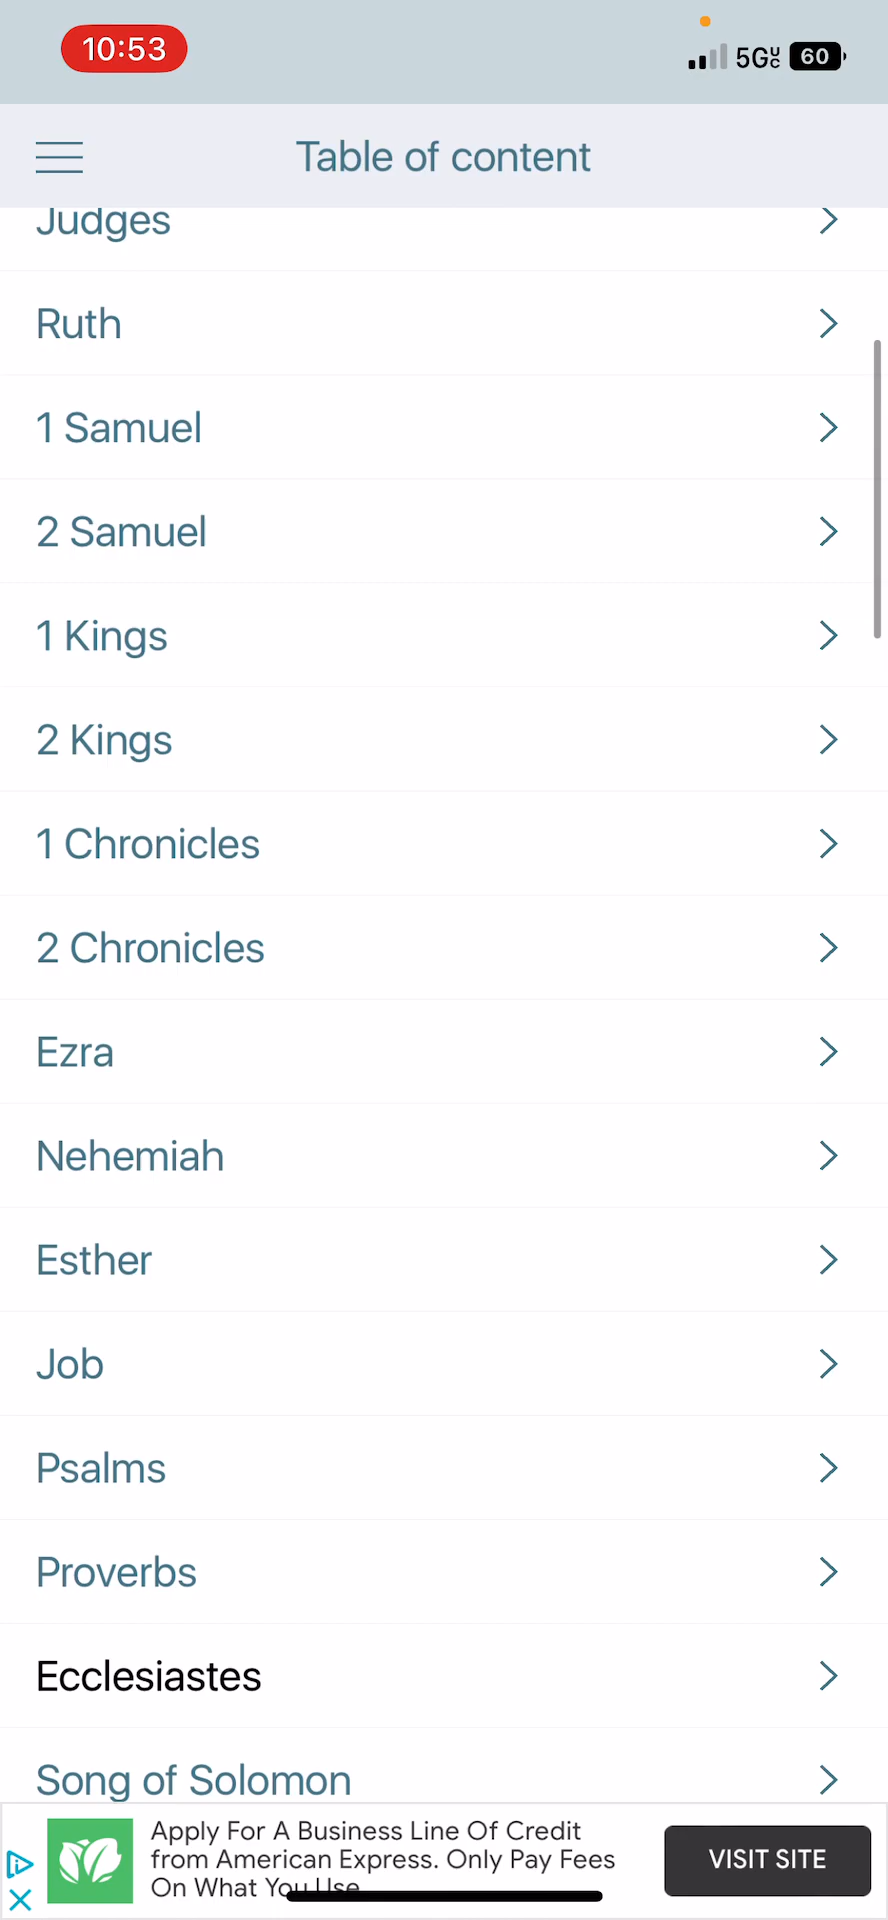 10:53
5GUC 60
Table of content
Judges
Ruth
1 Samuel
2 Samuel
1 Kings
2 Kings
1 Chronicles
2 Chronicles
Ezra
Nehemiah
Esther
Job
Psalms
Proverbs
Ecclesiastes
Song of Solomon
Apply For A Business Line Of Credit
from American Express. Only Pay Fees
On What You Use
VISIT SITE